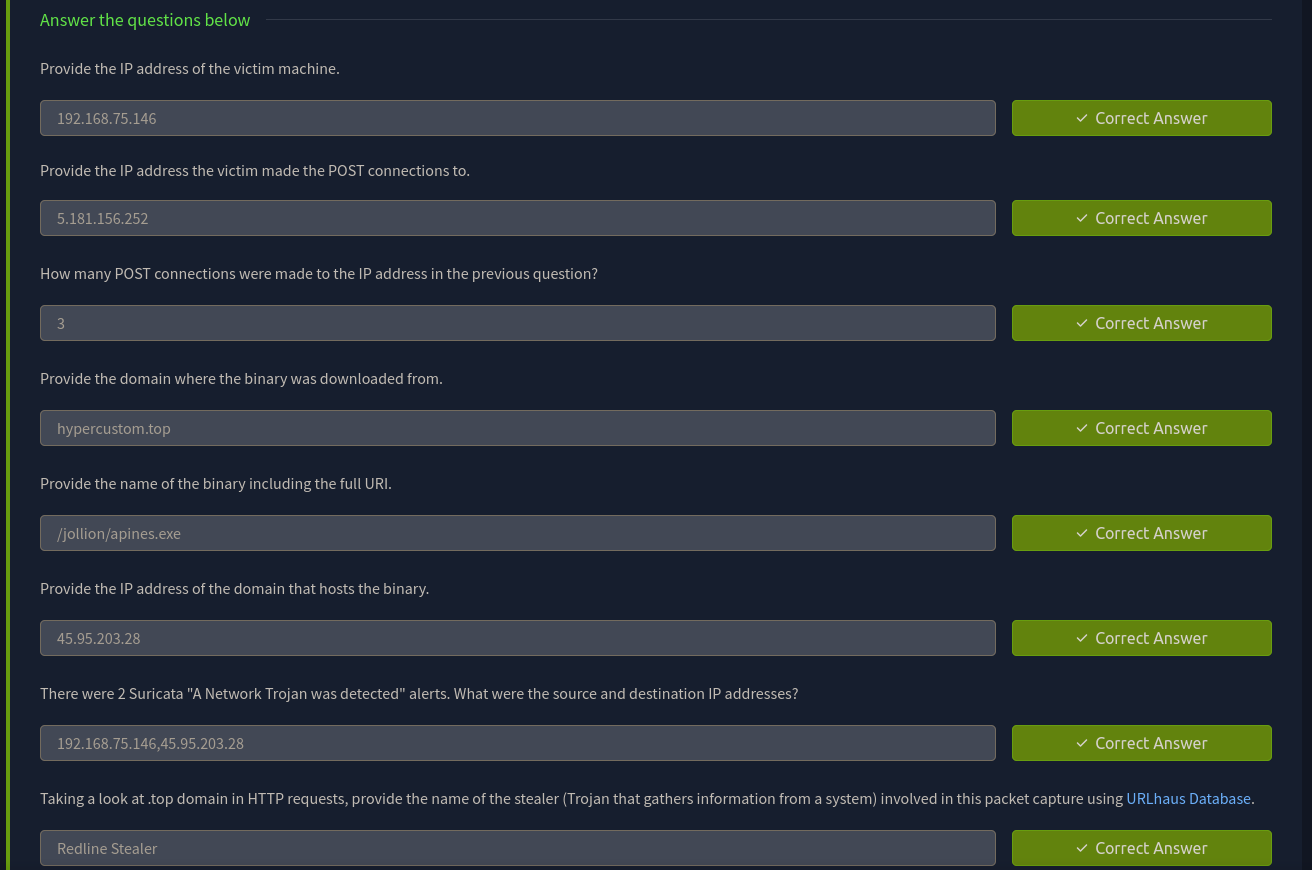 Answer the questions below
Provide the IP address of the victim machine.
192.168.75.146
✓ Correct Answer
Provide the IP address the victim made the POST connections to.
5.181.156.252
✓ Correct Answer
How many POST connections were made to the IP address in the previous question?
3
✓ Correct Answer
Provide the domain where the binary was downloaded from.
hypercustom.top
✓ Correct Answer
Provide the name of the binary including the full URI.
/jollion/apines.exe
✓ Correct Answer
Provide the IP address of the domain that hosts the binary.
45.95.203.28
✓ Correct Answer
There were 2 Suricata "A Network Trojan was detected" alerts. What were the source and destination IP addresses?
192.168.75.146,45.95.203.28
✓ Correct Answer
Taking a look at .top domain in HTTP requests, provide the name of the stealer (Trojan that gathers information from a system) involved in this packet capture using URLhaus Database.
Redline Stealer
✓ Correct Answer